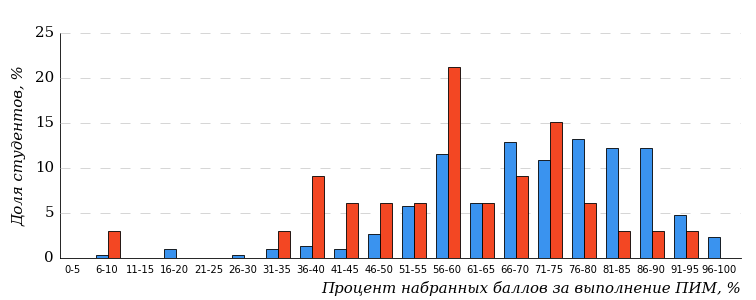 25
20
15
10
5
0
Доля студентов, %
0-5 6-10 11-15 16-20 21-25 26-30 31-35 36-40 41-45 46-50 51-55 56-60 61-65 66-70 71-75 76-80 81-85 86-90 91-95 96-100
Процент набранных баллов за выполнение ПИМ, %